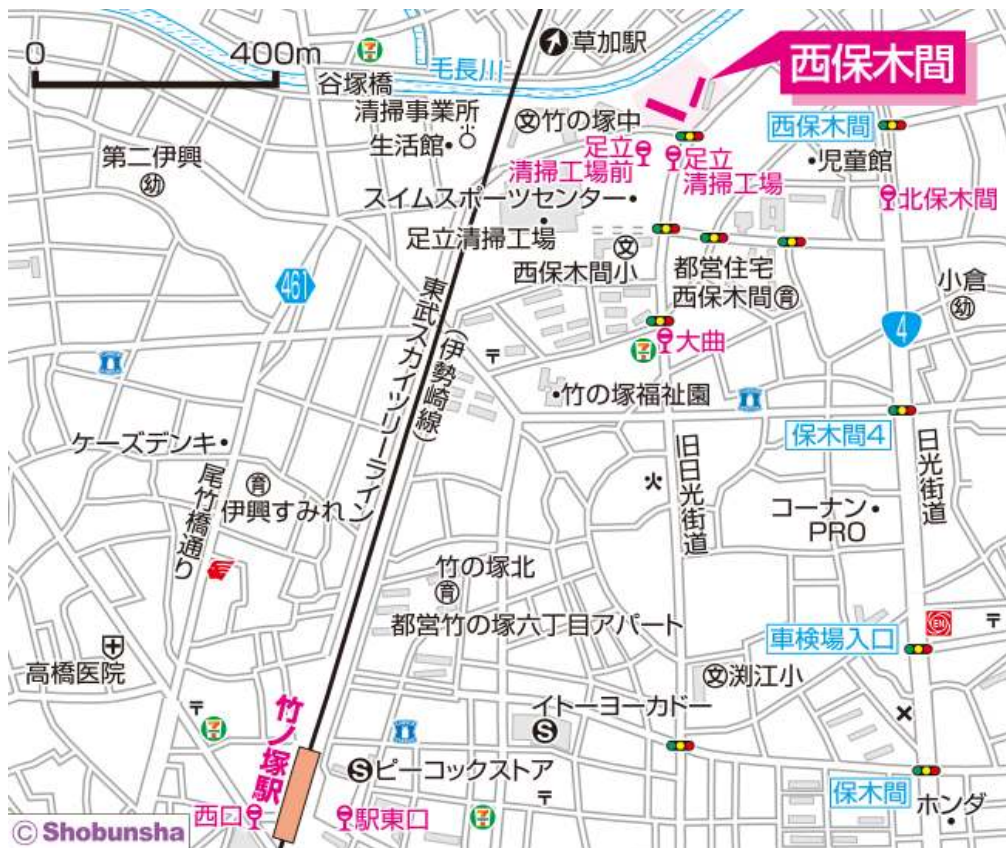 0 400m
草加駅
西保木間
谷塚橋
毛長川
清掃事業所
竹の塚中
西保木間
生活館
足立
清掃工場前
足立
清掃工場
児童館
第二伊興
幼
スイムスポーツセンター
北保木間
足立清掃工場
文
西保木間小
都営住宅
西保木間
育
小倉
幼
461
4
東武スカイツリーライン
(伊勢崎線)
大曲
竹の塚福祉園
保木間4
ケーズデンキ
尾竹橋通り
育
伊興すみれ
旧日光街道
日光街道
コーナン
PRO
竹の塚北
育
都営竹の塚六丁目アパート
車検場入口
EN
高橋医院
文渕江小
イトーヨーカドー
S
竹ノ塚駅
Sピーコックストア
保木間
ホンダ
西口
駅東口
© Shobunsha